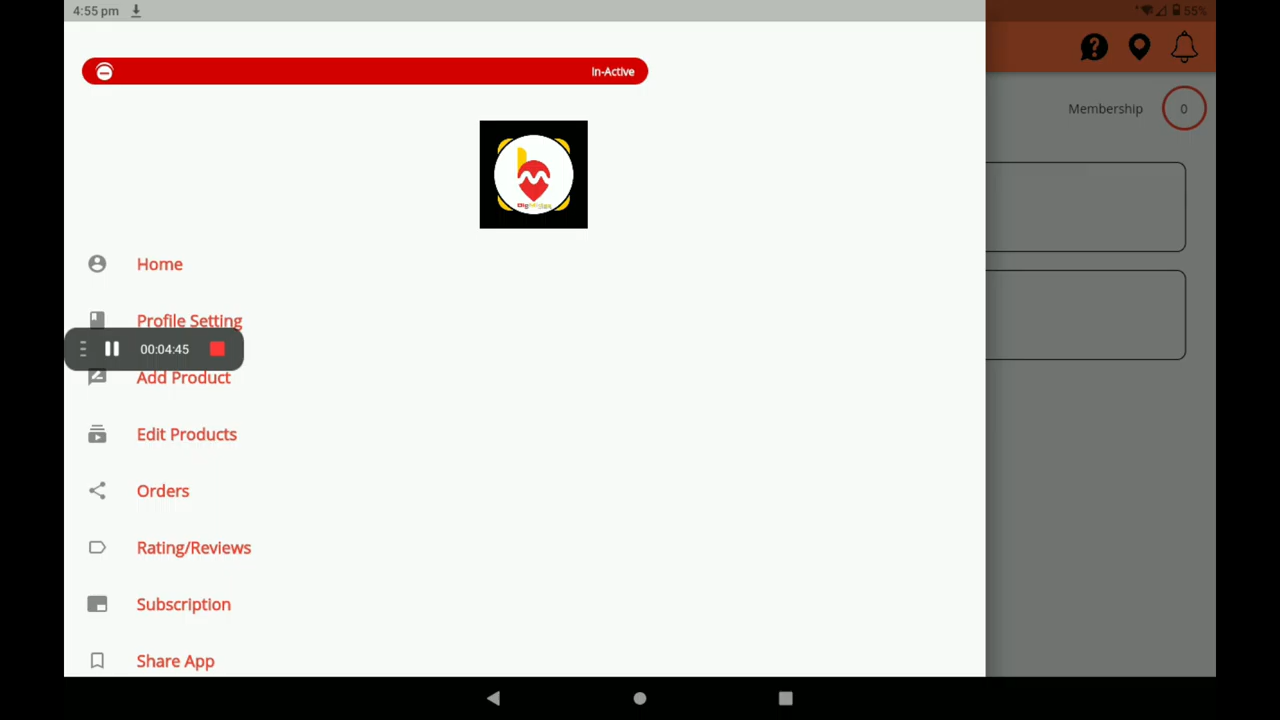 4:55 pm
55%
In-Active
Membership
0
Home
Profile Setting
00:04:45
Add Product
Edit Products
Orders
Rating/Reviews
Subscription
Share App